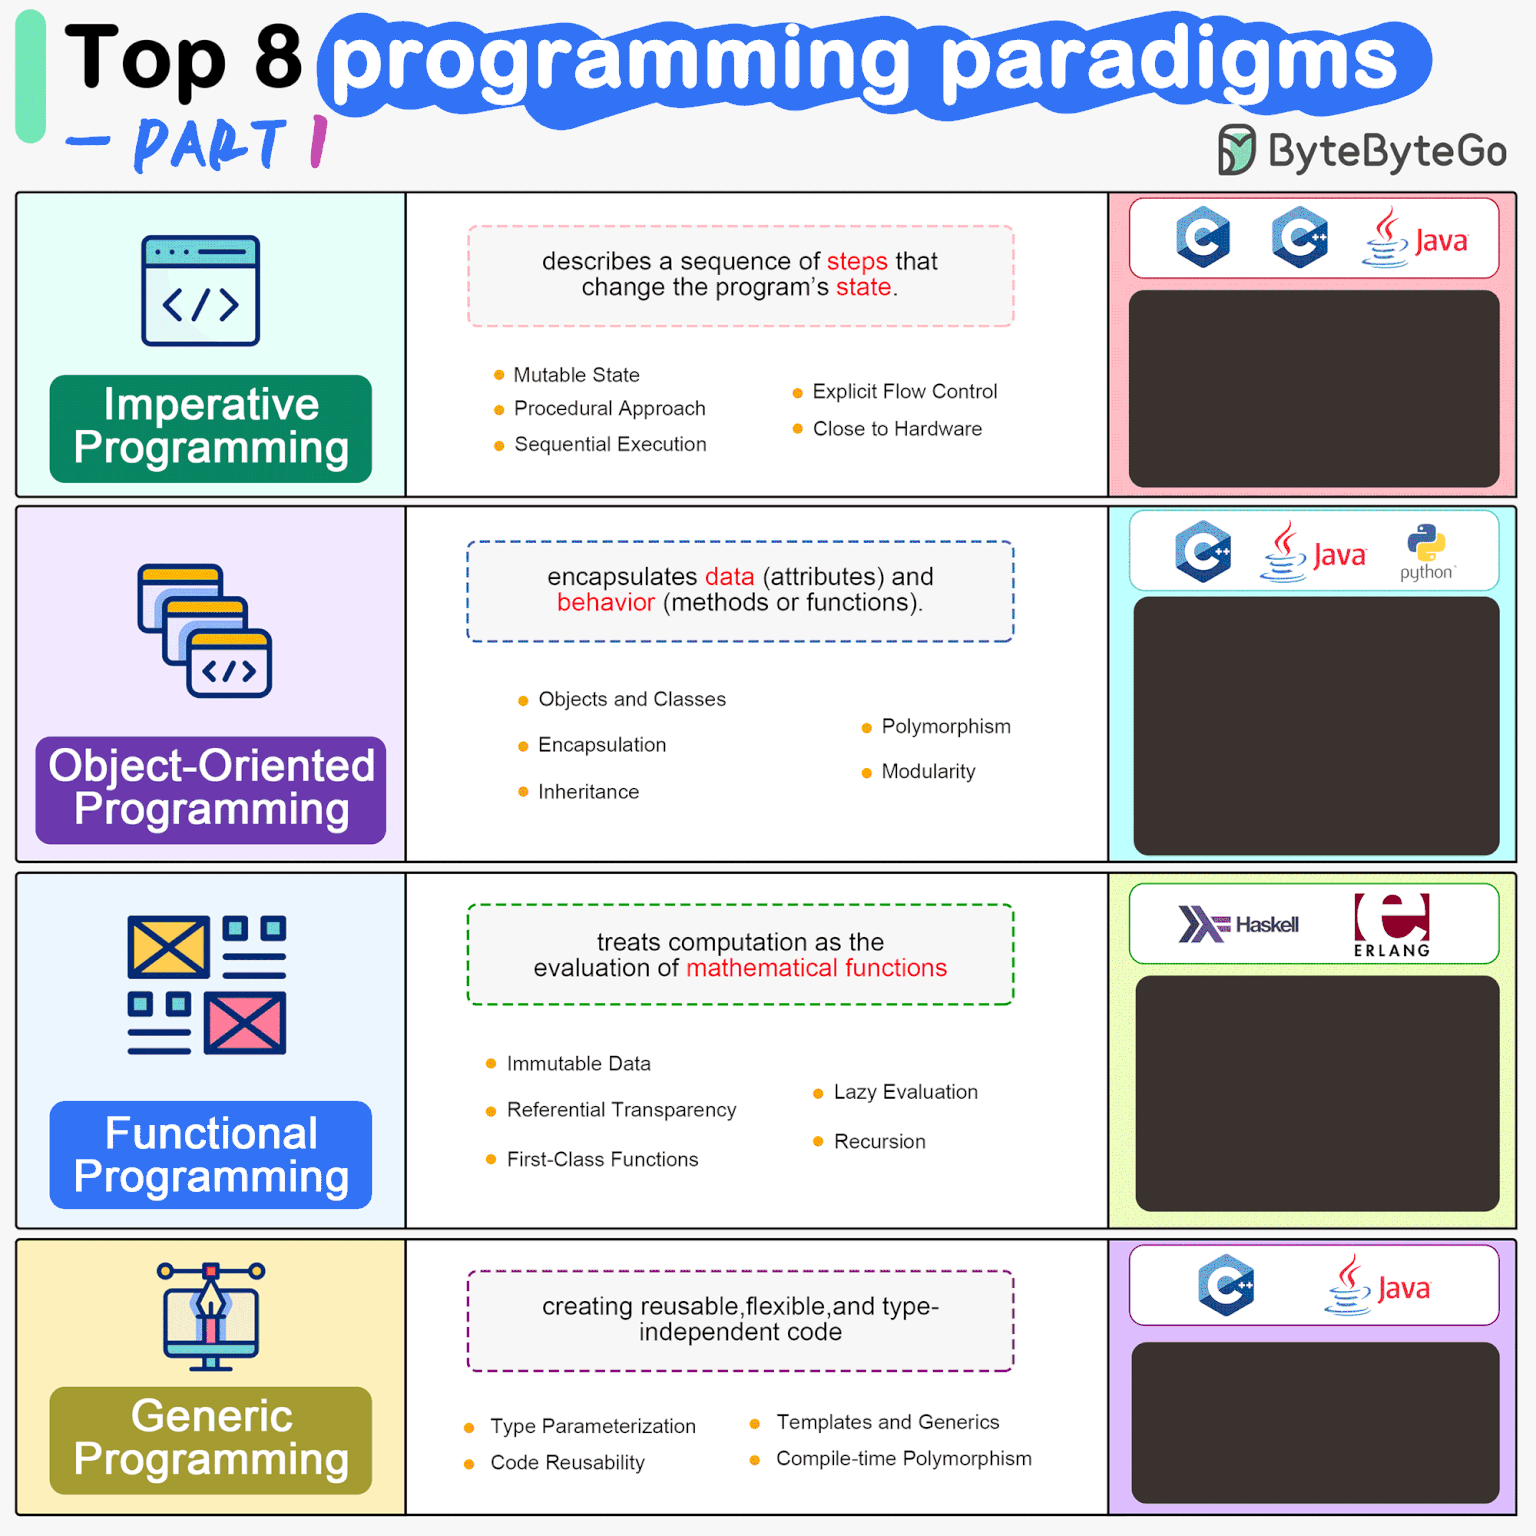 Top 8 programming paradigms
– PART 1
ByteByteGo
</>
Imperative
Programming
describes a sequence of steps that
change the program's state.
Mutable State
Procedural Approach
Sequential Execution
Explicit Flow Control
Close to Hardware
C
C++
Java
</>
Object-Oriented
Programming
encapsulates data (attributes) and
behavior (methods or functions).
Objects and Classes
Encapsulation
Inheritance
Polymorphism
Modularity
C++
Java
python
Functional
Programming
treats computation as the
evaluation of mathematical functions
Immutable Data
Referential Transparency
First-Class Functions
Lazy Evaluation
Recursion
Haskell
e
ERLANG
Generic
Programming
creating reusable,flexible,and type-
independent code
Type Parameterization
Code Reusability
Templates and Generics
Compile-time Polymorphism
C++
Java